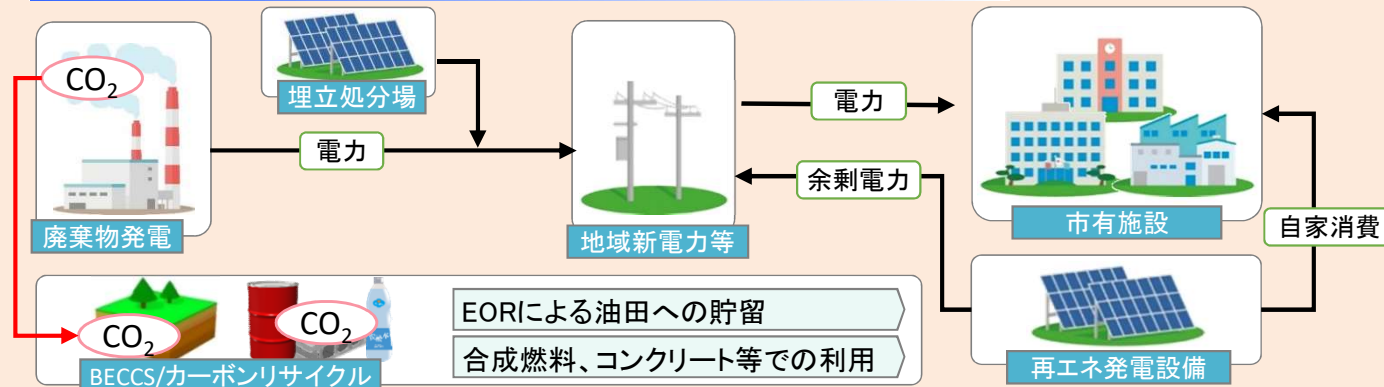 CO₂
廃棄物発電
埋立処分場
電力
地域新電力等
電力
余剰電力
市有施設
自家消費
再エネ発電設備
CO₂
CO₂
BECCS/カーボンリサイクル
EORによる油田への貯留
合成燃料、コンクリート等での利用